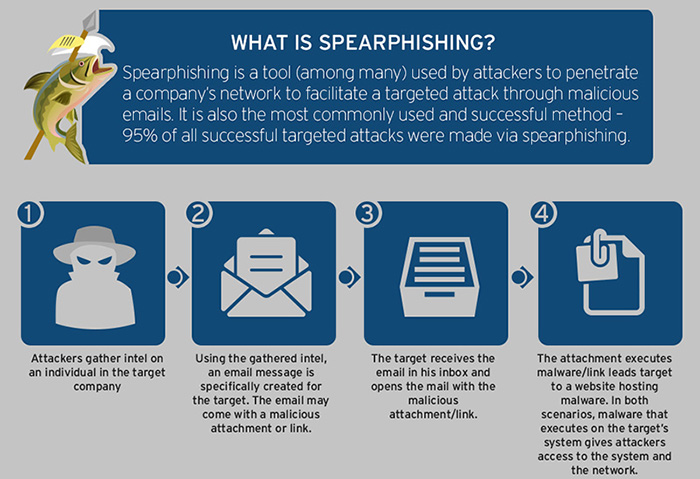 WHAT IS SPEARPHISHING?
Spearphishing is a tool (among many) used by attackers to penetrate
a company's network to facilitate a targeted attack through malicious
emails. It is also the most commonly used and successful method –
95% of all successful targeted attacks were made via spearphishing.
1
Attackers gather intel on
an individual in the target
company
2
Using the gathered intel,
an email message is
specifically created for
the target. The email may
come with a malicious
attachment or link.
3
The target receives the
email in his inbox and
opens the mail with the
malicious
attachment/link.
4
The attachment executes
malware/link leads target
to a website hosting
malware. In both
scenarios, malware that
executes on the target's
system gives attackers
access to the system and
the network.